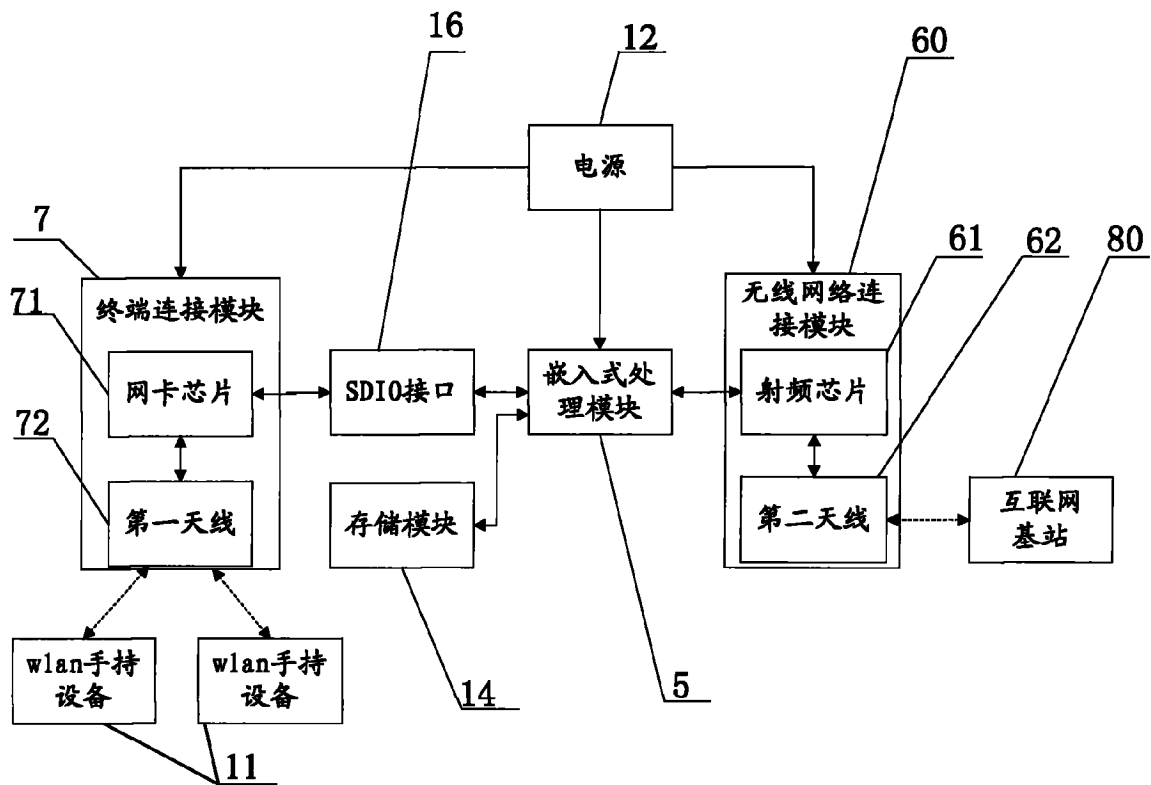 16
12
60
电源
7
61
62
80
终端连接模块
无线网络连
接模块
71
网卡芯片
SDIO接口
嵌入式处
理模块
射频芯片
72
第一天线
存储模块
第二天线
互联网
基站
wlan手持
设备
wlan手持
设备
14
5
11